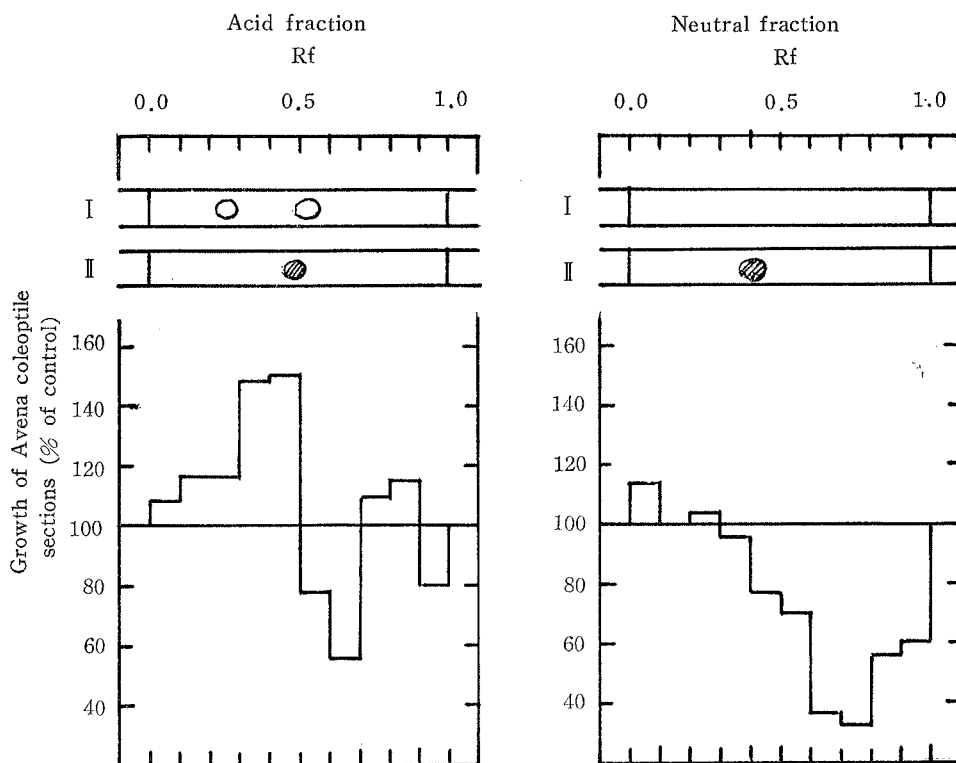 Acid fraction
Rf
0.0 0.5 1.0
I
II
Growth of Avena coleoptile
sections (% of control)
160
140
120
100
80
60
40
Neutral fraction
Rf
0.0 0.5 1.0
I
II
160
140
120
100
80
60
40